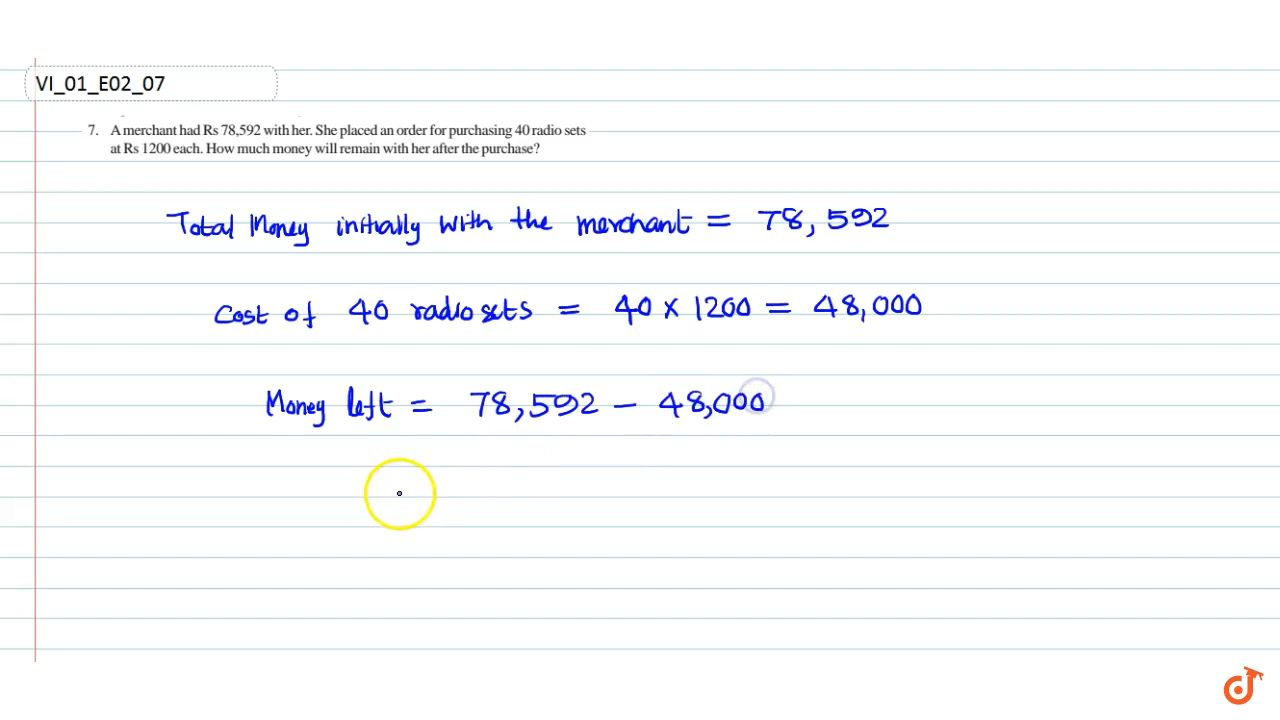 VI_01_E02_07
7. A merchant had Rs 78,592 with her. She placed an order for purchasing 40 radio sets
at Rs 1200 each. How much money will remain with her after the purchase?
Total Money initially with the merchant = 78,592
Cost of 40 radio sets = 40 x 1200 = 48,000
Money left = 78,592 - 48,000